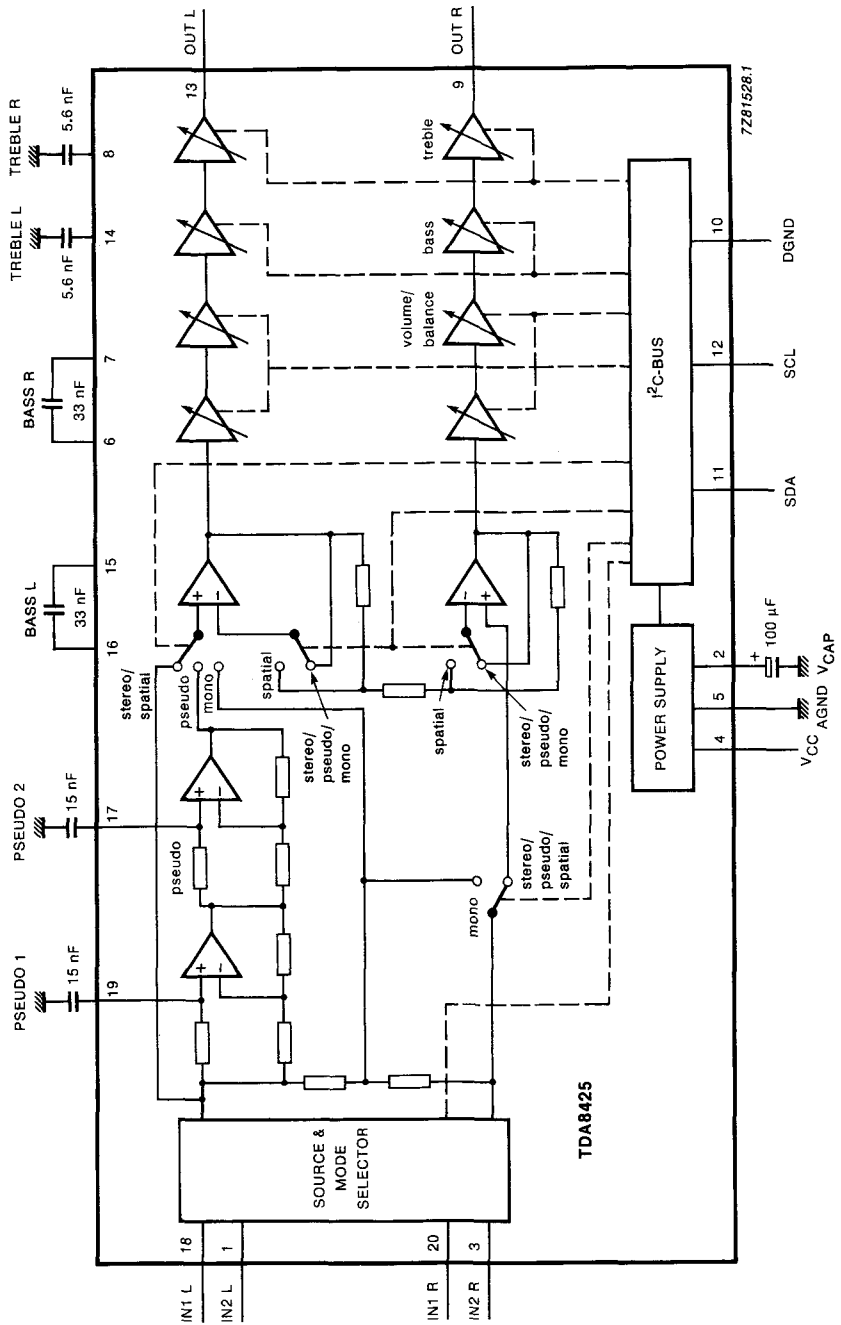 PSEUDO 1
15 nF
19
PSEUDO 2
15 nF
17
BASS L
33 nF
16
15
BASS R
33 nF
6
7
TREBLE L
5.6 nF
14
TREBLE R
5.6 nF
8
OUT L
13
OUT R
9
IN1 L
18
IN2 L
1
IN1 R
20
IN2 R
3
SOURCE &
MODE
SELECTOR
+
−
pseudo
+
−
stereo/
spatial
pseudo
mono
+
−
spatial
stereo/
pseudo/
mono
mono
stereo/
pseudo/
spatial
spatial
stereo/
pseudo/
mono
−
+
volume/
balance
bass
treble
TDA8425
POWER SUPPLY
I²C-BUS
4
VCC
5
AGND
2
+
100 μF
VCAP
11
SDA
12
SCL
10
DGND
7Z81528.1